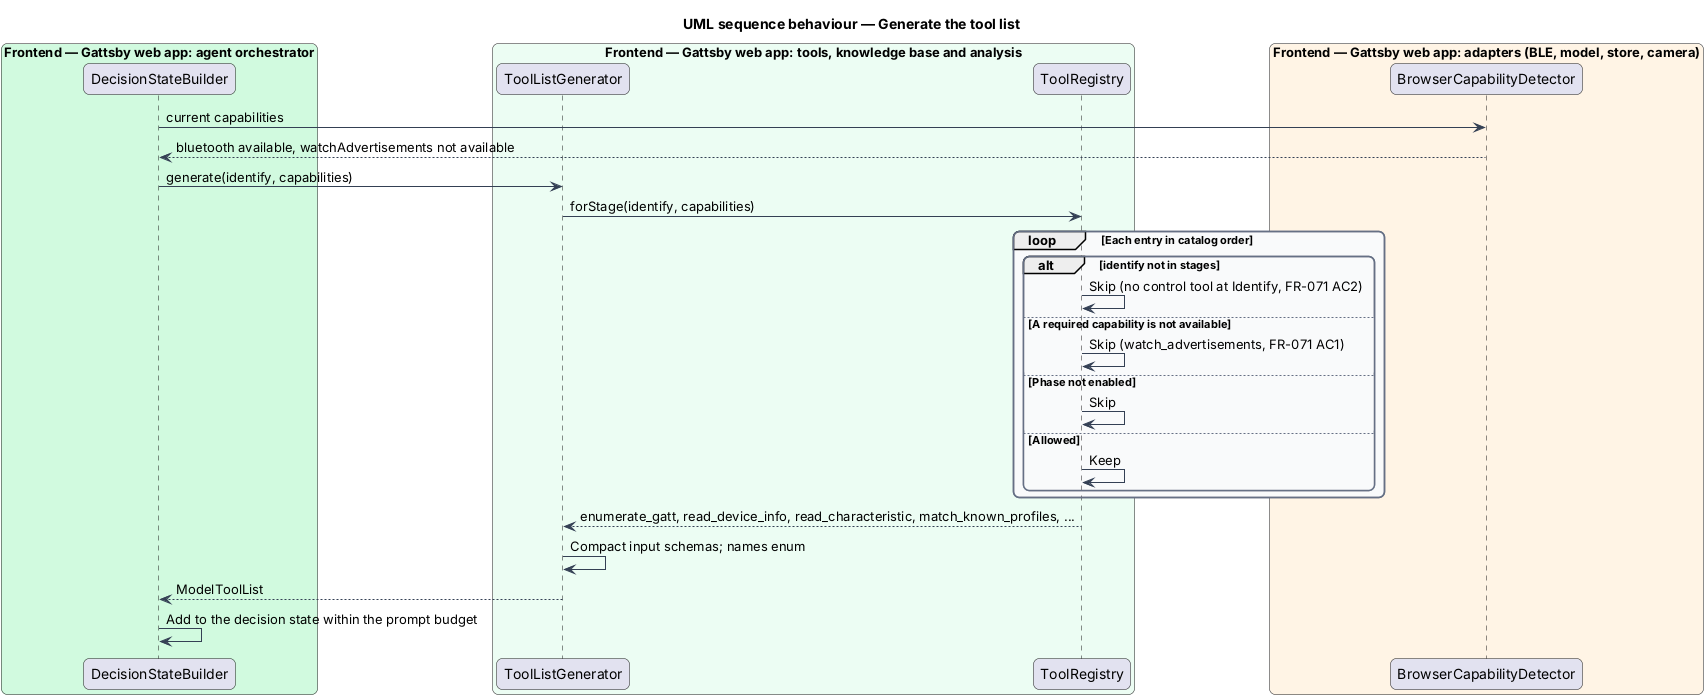 UML sequence behaviour — Generate the tool list
Frontend — Gattsby web app: agent orchestrator
Frontend — Gattsby web app: tools, knowledge base and analysis
Frontend — Gattsby web app: adapters (BLE, model, store, camera)
DecisionStateBuilder
ToolListGenerator
ToolRegistry
BrowserCapabilityDetector
current capabilities
bluetooth available, watchAdvertisements not available
generate(identify, capabilities)
forStage(identify, capabilities)
loop [Each entry in catalog order]
alt [identify not in stages]
Skip (no control tool at Identify, FR-071 AC2)
[A required capability is not available]
Skip (watch_advertisements, FR-071 AC1)
[Phase not enabled]
Skip
[Allowed]
Keep
enumerate_gatt, read_device_info, read_characteristic, match_known_profiles, ...
Compact input schemas; names enum
ModelToolList
Add to the decision state within the prompt budget
DecisionStateBuilder
ToolListGenerator
ToolRegistry
BrowserCapabilityDetector